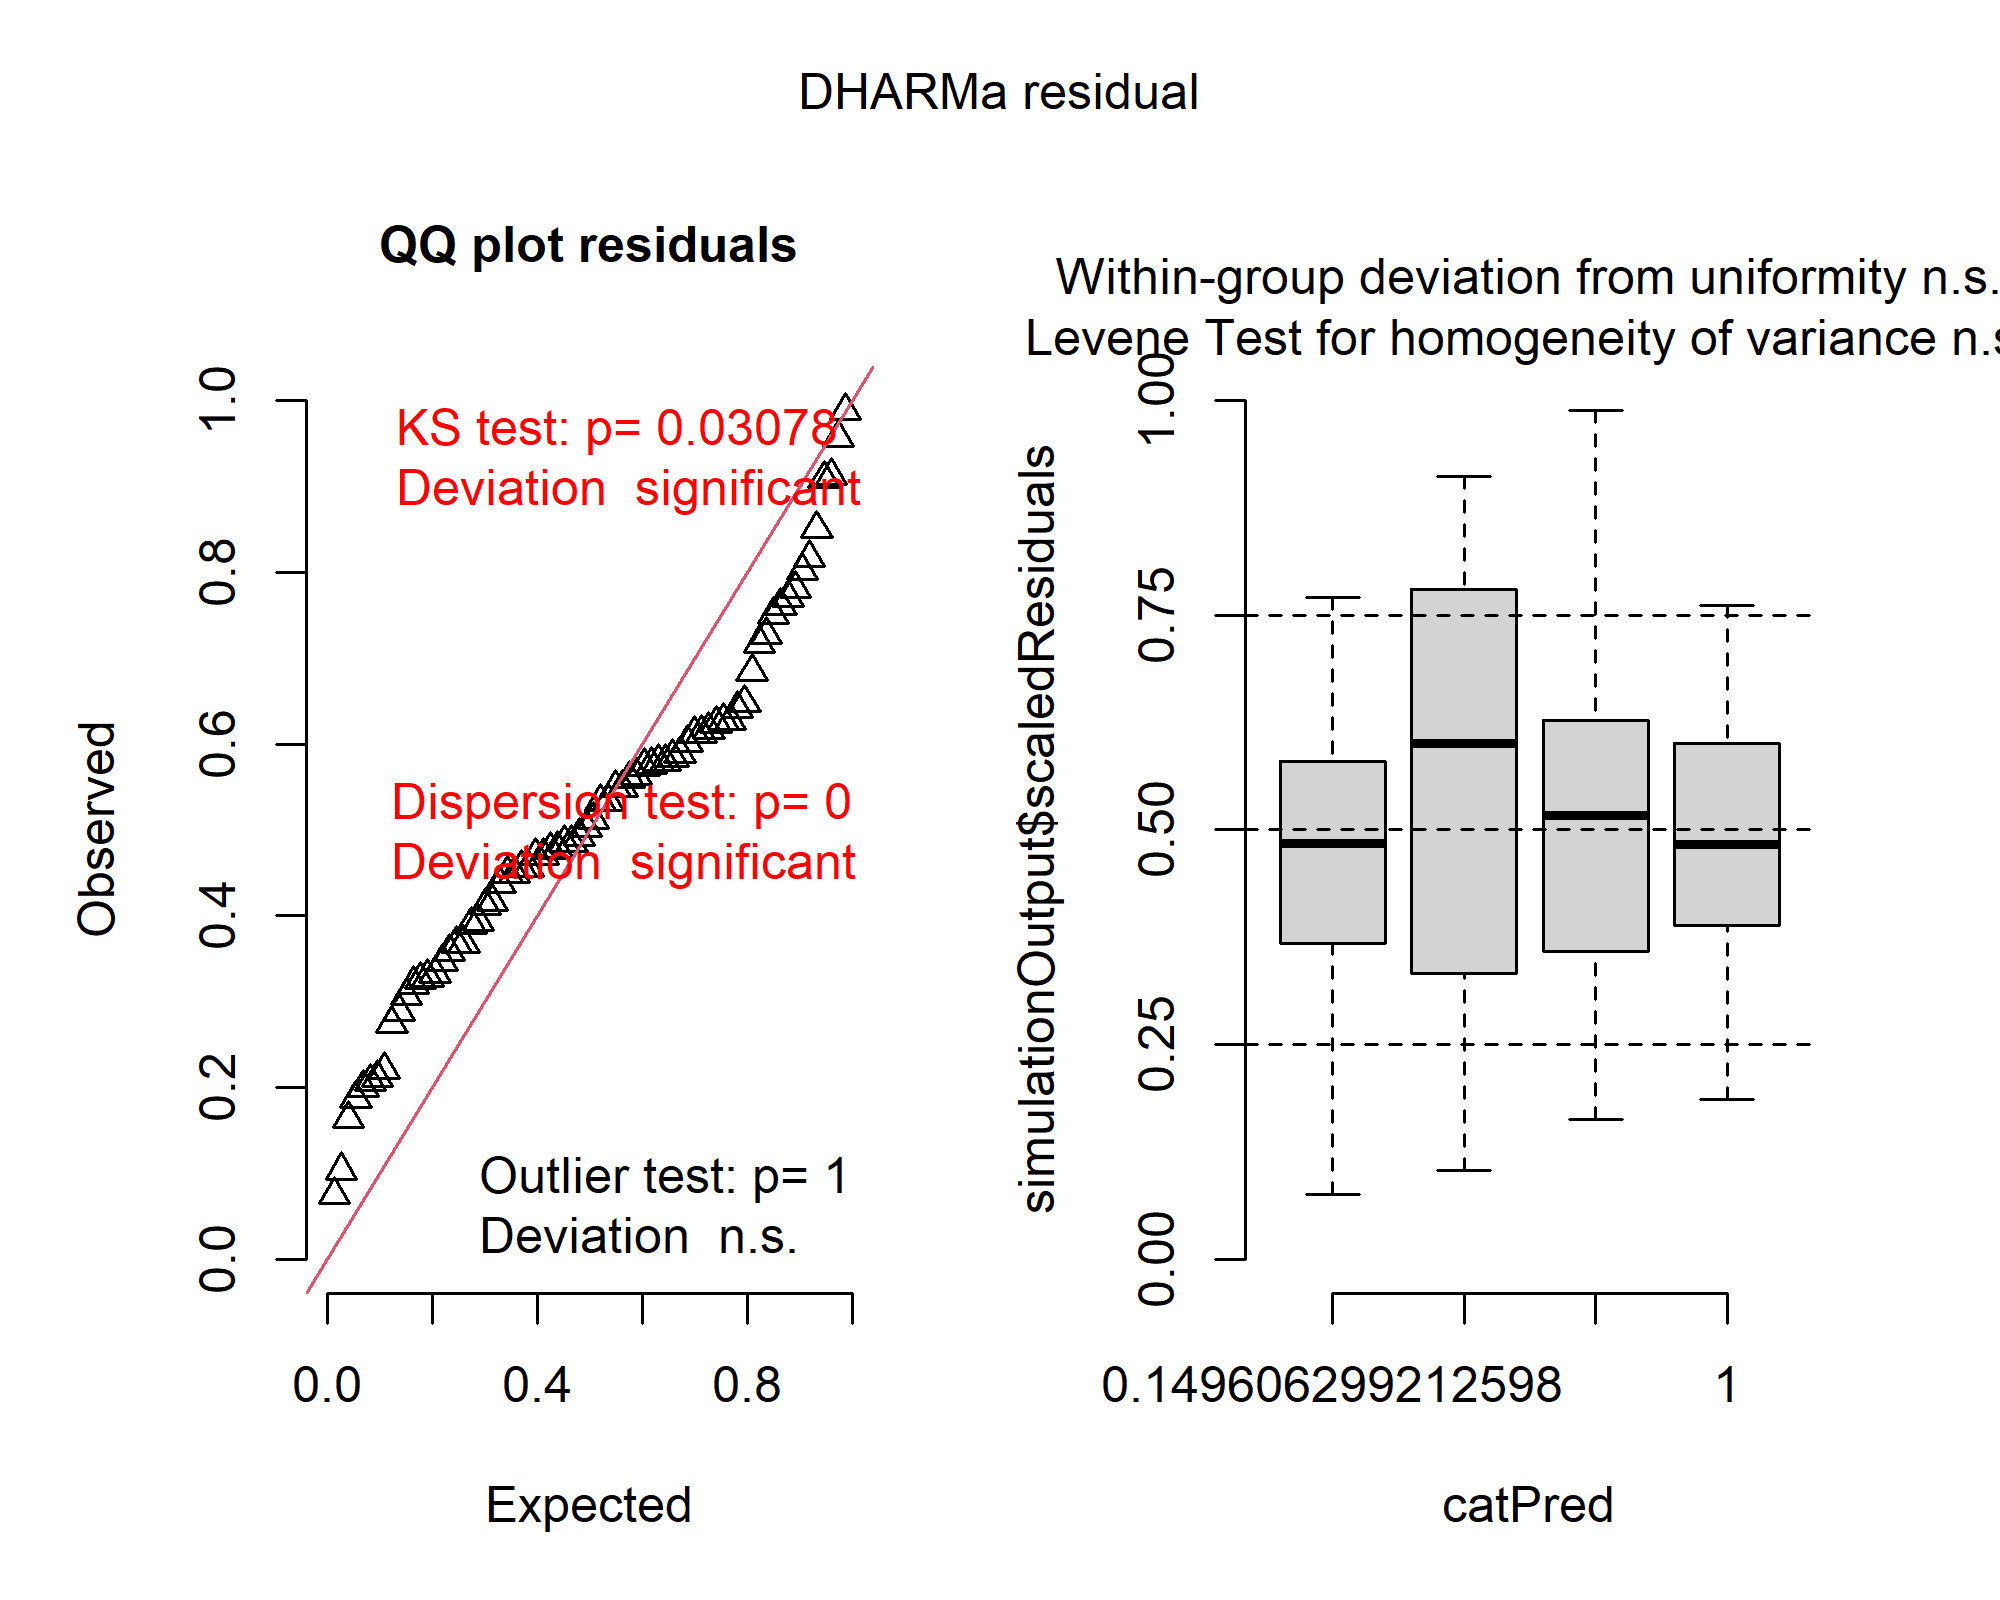 DHARMa residual
QQ plot residuals
KS test: p= 0.03078
Deviation  significant
Dispersion test: p= 0
Deviation  significant
Outlier test: p= 1
Deviation  n.s.
Observed
0.0
0.2
0.4
0.6
0.8
1.0
0.0
0.4
0.8
Expected
Within-group deviation from uniformity n.s.
Levene Test for homogeneity of variance n.s
simulationOutput$scaledResiduals
0.00
0.25
0.50
0.75
1.00
0.149606299212598
1
catPred